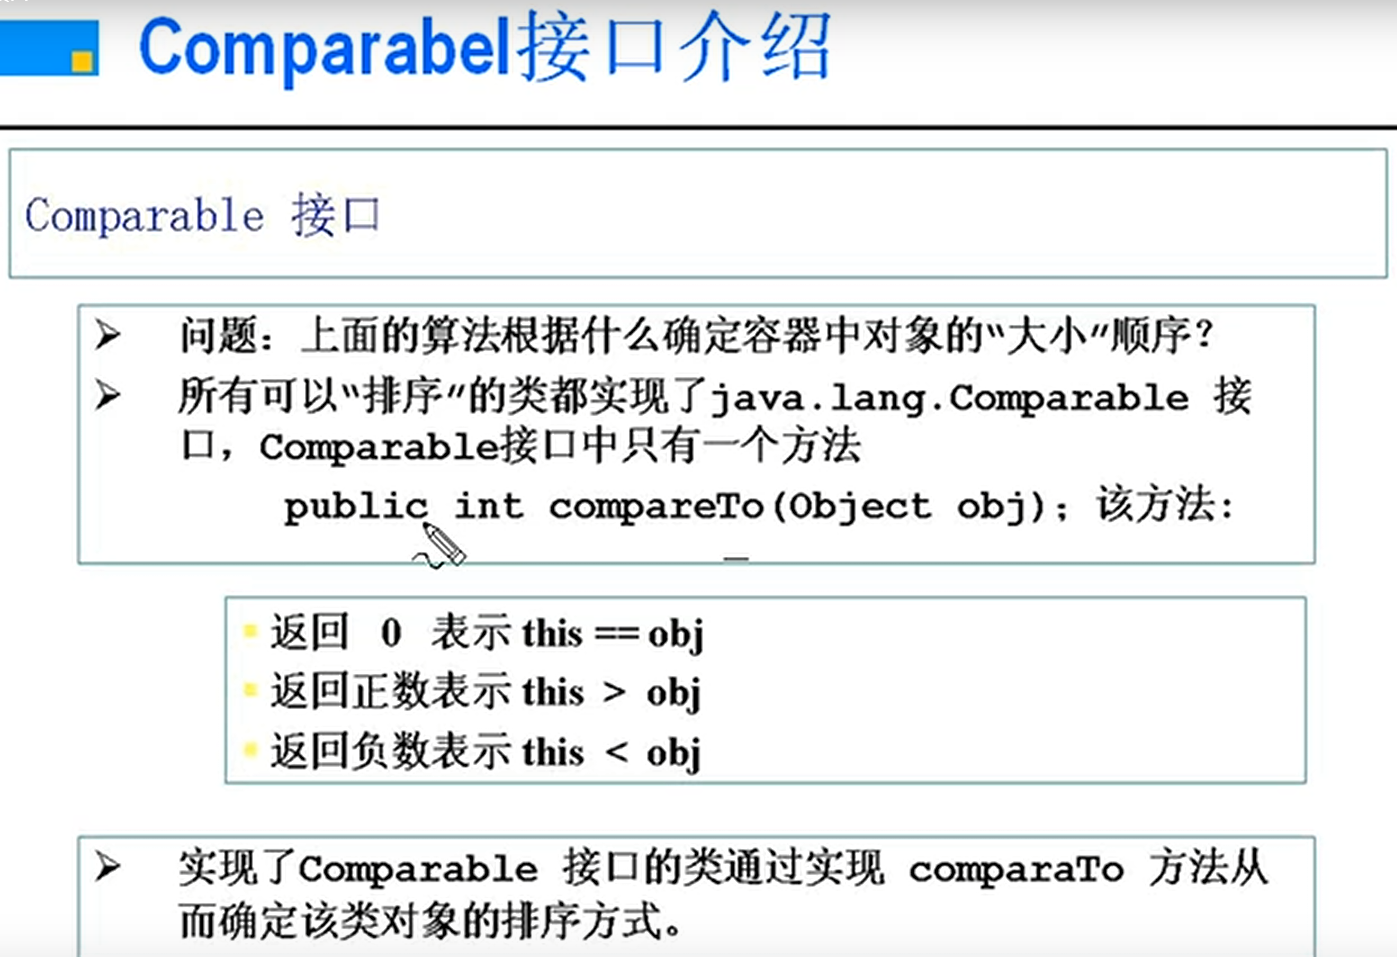 Comparabel接口介绍
Comparable 接口
问题：上面的算法根据什么确定容器中对象的“大小”顺序？
所有可以“排序”的类都实现了java.lang.Comparable 接
口，Comparable接口中只有一个方法
public int compareTo(Object obj); 该方法:
返回 0 表示 this == obj
返回正数表示 this > obj
返回负数表示 this < obj
实现了Comparable 接口的类通过实现 comparaTo 方法从
而确定该类对象的排序方式。